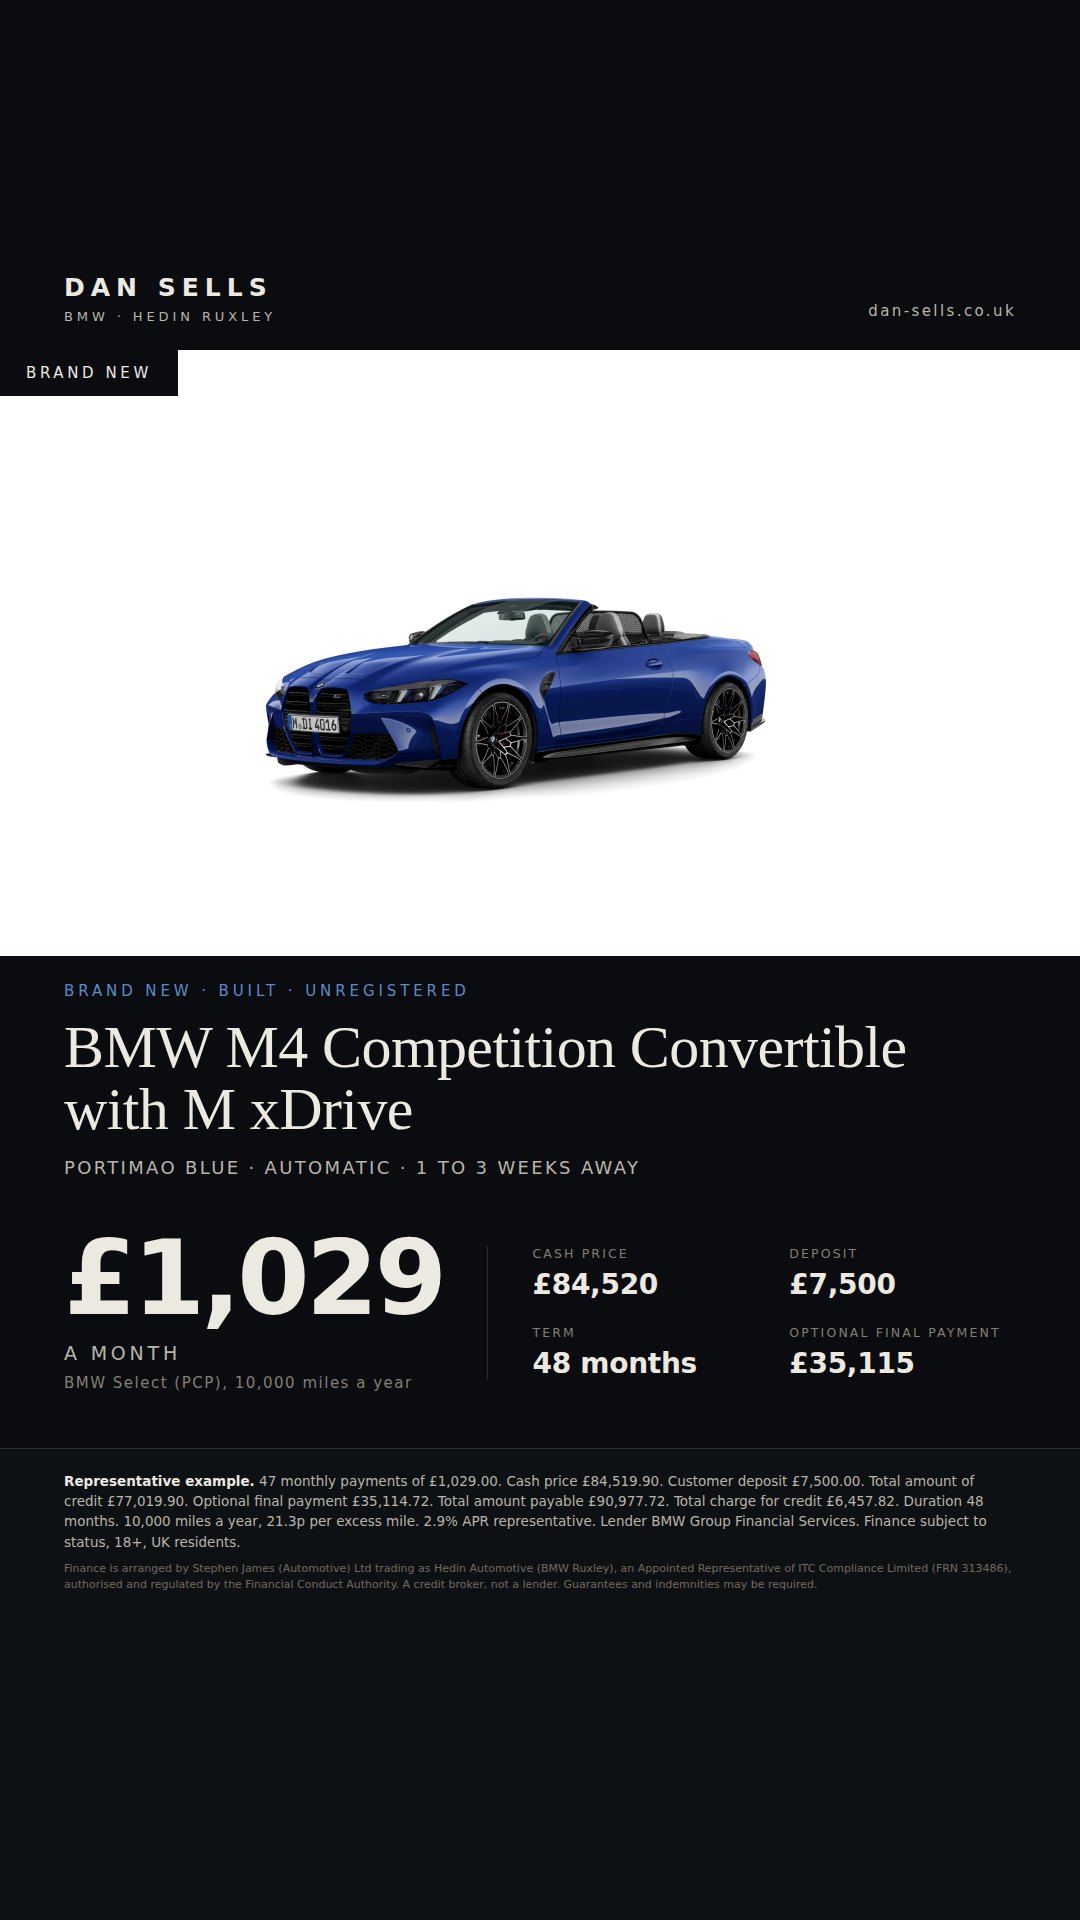 DAN SELLS
BMW · HEDIN RUXLEY
dan-sells.co.uk
BRAND NEW
M DI 4016
BRAND NEW · BUILT · UNREGISTERED
BMW M4 Competition Convertible
with M xDrive
PORTIMAO BLUE · AUTOMATIC · 1 TO 3 WEEKS AWAY
£1,029
A MONTH
BMW Select (PCP), 10,000 miles a year
CASH PRICE
£84,520
DEPOSIT
£7,500
TERM
48 months
OPTIONAL FINAL PAYMENT
£35,115
Representative example. 47 monthly payments of £1,029.00. Cash price £84,519.90. Customer deposit £7,500.00. Total amount of
credit £77,019.90. Optional final payment £35,114.72. Total amount payable £90,977.72. Total charge for credit £6,457.82. Duration 48
months. 10,000 miles a year, 21.3p per excess mile. 2.9% APR representative. Lender BMW Group Financial Services. Finance subject to
status, 18+, UK residents.
Finance is arranged by Stephen James (Automotive) Ltd trading as Hedin Automotive (BMW Ruxley), an Appointed Representative of ITC Compliance Limited (FRN 313486),
authorised and regulated by the Financial Conduct Authority. A credit broker, not a lender. Guarantees and indemnities may be required.